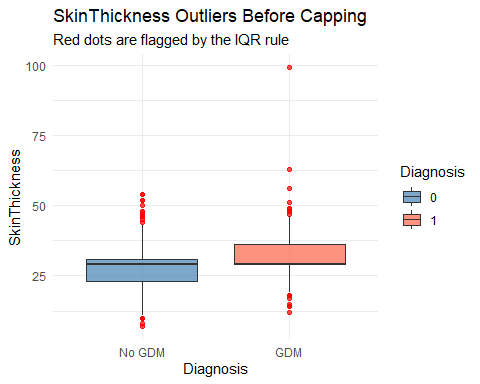 SkinThickness Outliers Before Capping
Red dots are flagged by the IQR rule
100
75
50
25
SkinThickness
No GDM
GDM
Diagnosis
Diagnosis
0
1